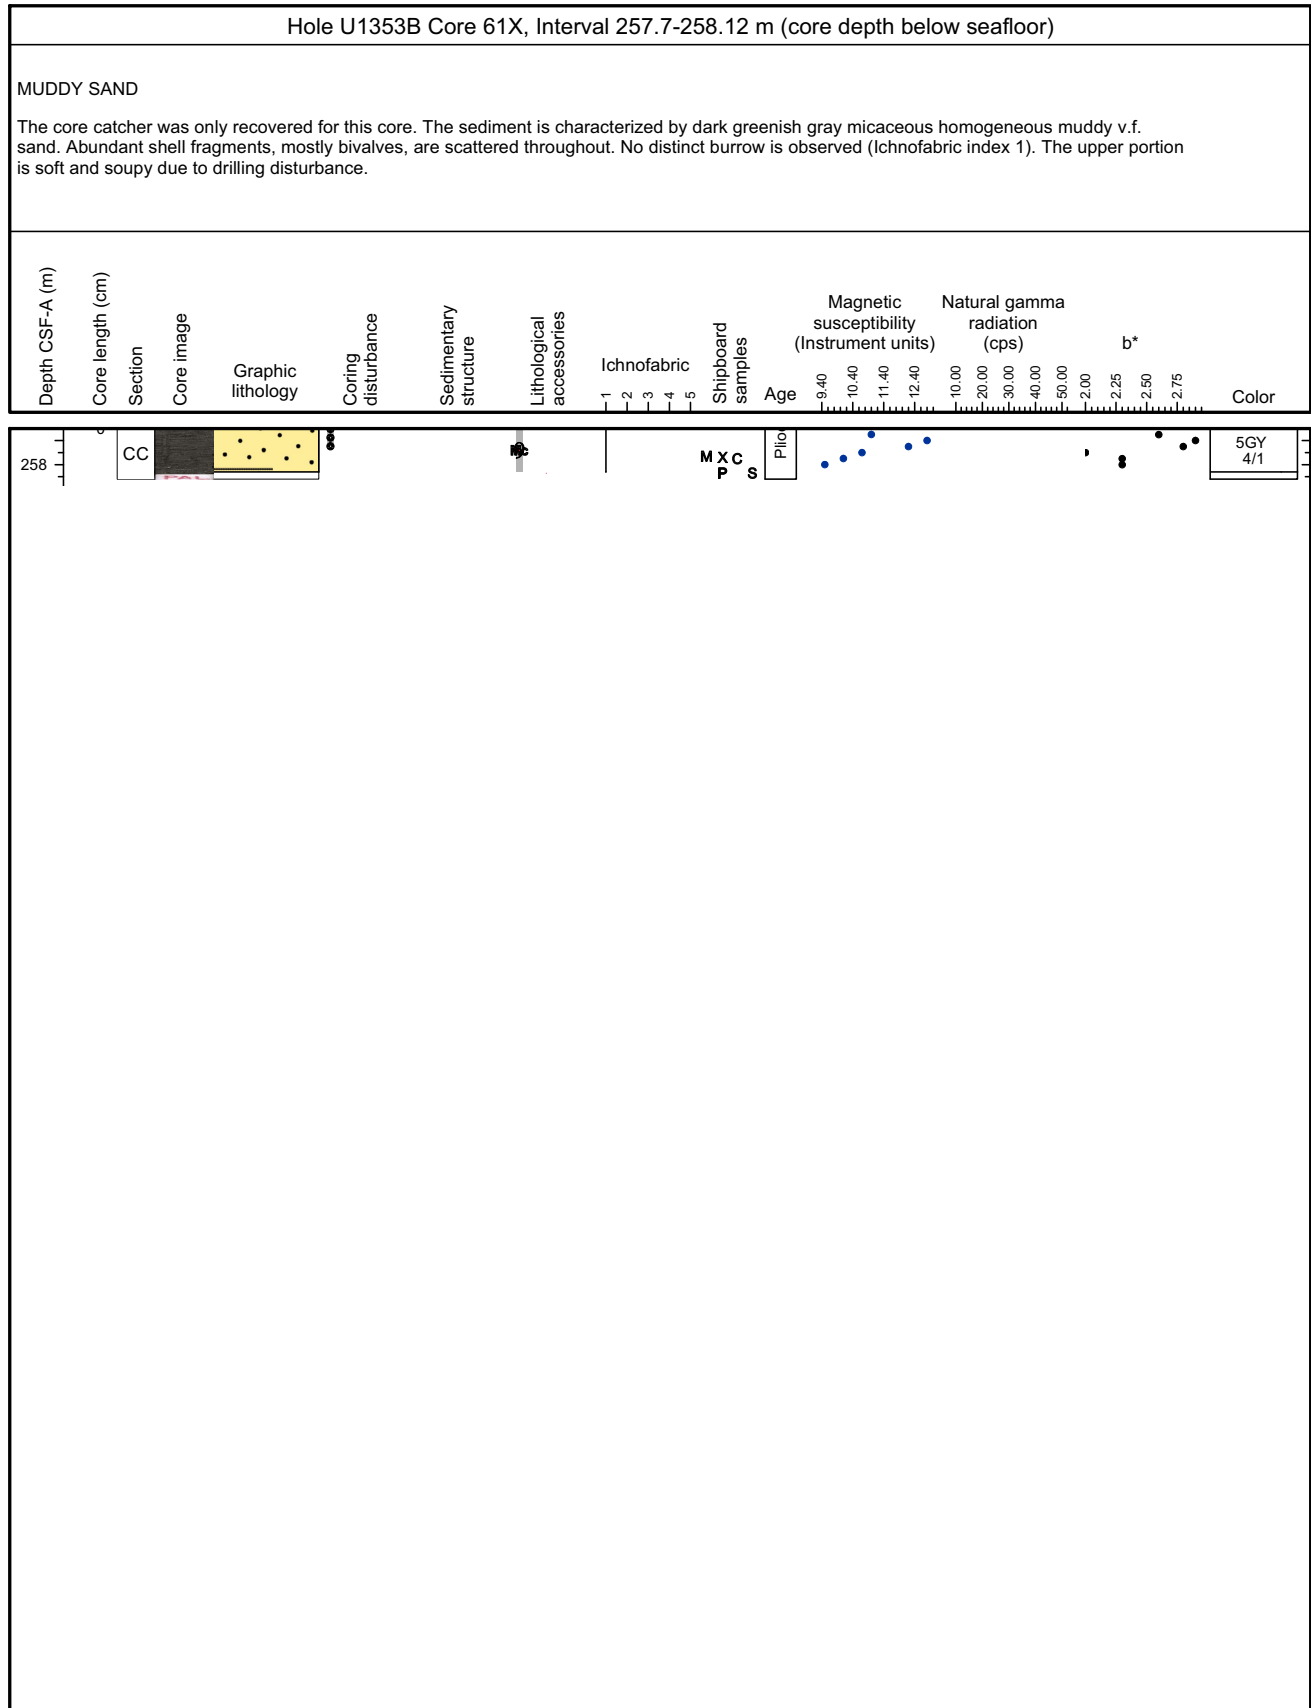 Hole U1353B Core 61X, Interval 257.7-258.12 m (core depth below seafloor)
MUDDY SAND
The core catcher was only recovered for this core. The sediment is characterized by dark greenish gray micaceous homogeneous muddy v.f.
sand. Abundant shell fragments, mostly bivalves, are scattered throughout. No distinct burrow is observed (Ichnofabric index 1). The upper portion
is soft and soupy due to drilling disturbance.
Depth CSF-A (m)
Core length (cm)
Section
Core image
Graphic
lithology
Coring
disturbance
Sedimentary
structure
Lithological
accessories
Ichnofabric
1 2 3 4 5
Shipboard
samples
Age
Magnetic
susceptibility
(Instrument units)
9.40 10.40 11.40 12.40
Natural gamma
radiation
(cps)
10.00 20.00 30.00 40.00 50.00
b*
2.00 2.25 2.50 2.75
Color
258
CC
M X C
P S
Plio
5GY
4/1